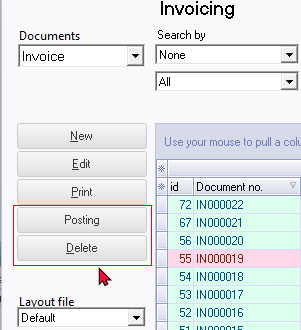 Invoicing
Documents
Search by
Invoice
None
All
New
Edit
Print
Posting
Delete
Layout file
Default
Use your mouse to pull a colu
id Document no.
72 IN000022
67 IN000021
56 IN000020
55 IN000019
54 IN000018
53 IN000017
52 IN000016